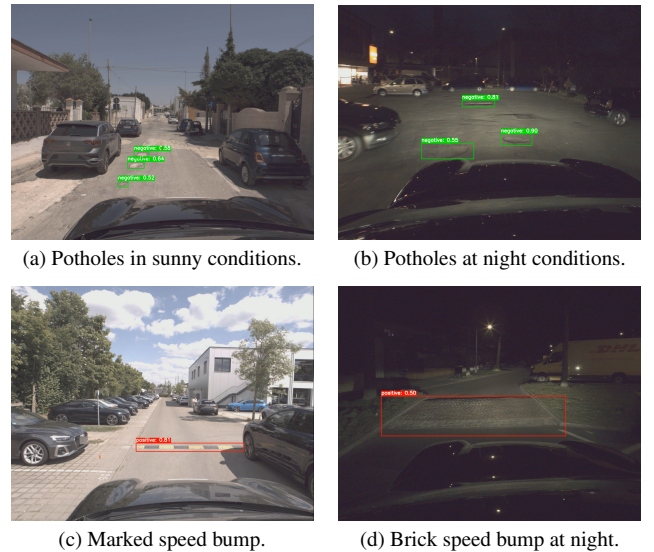 negative: 0.58
negative: 0.64
negative: 0.52
negative: 0.81
negative: 0.90
negative: 0.55
(a) Potholes in sunny conditions.
(b) Potholes at night conditions.
positive: 0.81
positive: 0.50
DHL
(c) Marked speed bump.
(d) Brick speed bump at night.